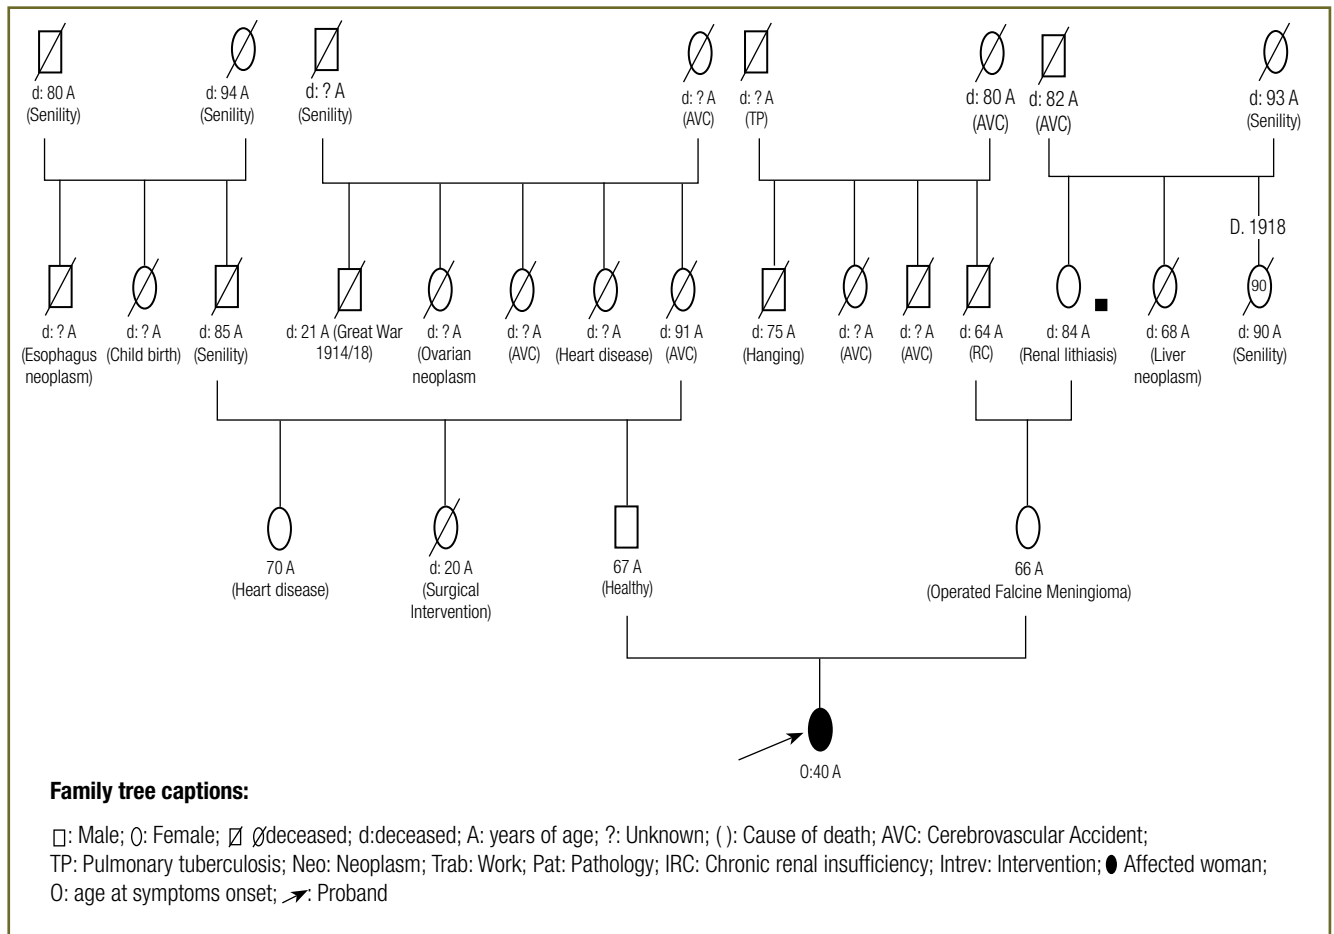 d: 80 A
(Senility)
d: 94 A
(Senility)
d: ? A
(Senility)
d: ? A
(AVC)
d: ? A
(TP)
d: 80 A
(AVC)
d: 82 A
(AVC)
d: 93 A
(Senility)
D. 1918
90
d: ? A
(Esophagus
neoplasm)
d: ? A
(Child birth)
d: 85 A
(Senility)
d: 21 A (Great War
1914/18)
d: ? A
(Ovarian
neoplasm
d: ? A
(AVC)
d: ? A
(Heart disease)
d: 91 A
(AVC)
d: 75 A
(Hanging)
d: ? A
(AVC)
d: ? A
(AVC)
d: 64 A
(RC)
d: 84 A
(Renal lithiasis)
d: 68 A
(Liver
neoplasm)
d: 90 A
(Senility)
70 A
(Heart disease)
d: 20 A
(Surgical
Intervention)
67 A
(Healthy)
66 A
(Operated Falcine Meningioma)
O:40 A
Family tree captions:
: Male; : Female; deceased; d:deceased; A: years of age; ?: Unknown; ( ): Cause of death; AVC: Cerebrovascular Accident;
TP: Pulmonary tuberculosis; Neo: Neoplasm; Trab: Work; Pat: Pathology; IRC: Chronic renal insufficiency; Intrev: Intervention; Affected woman;
O: age at symptoms onset; : Proband